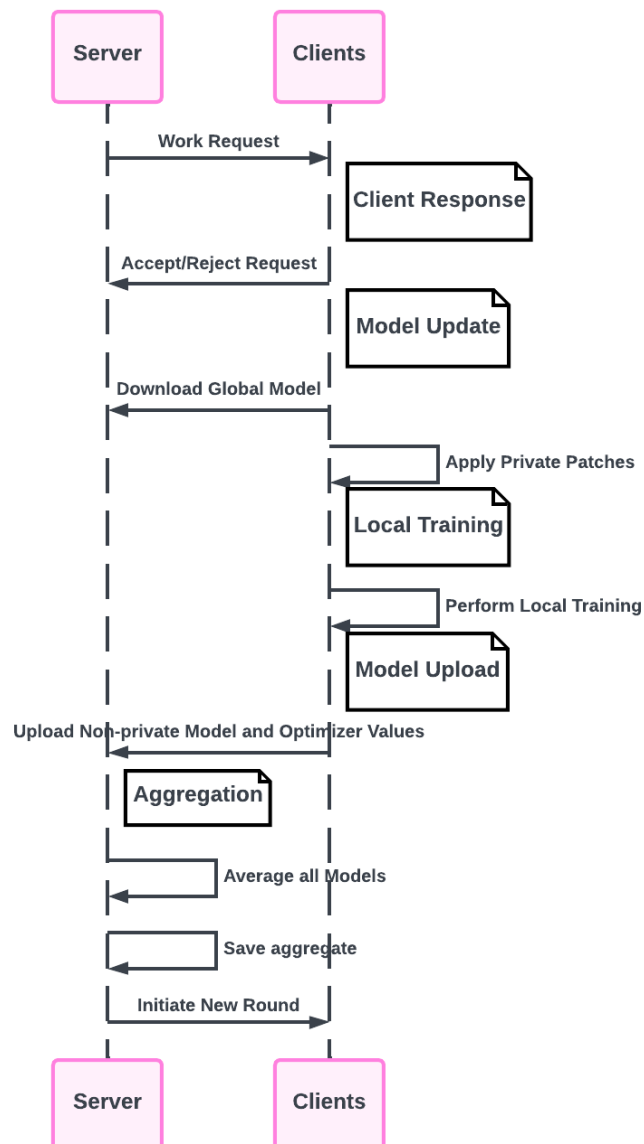 Server
Clients
Work Request
Client Response
Accept/Reject Request
Model Update
Download Global Model
Apply Private Patches
Local Training
Perform Local Training
Model Upload
Upload Non-private Model and Optimizer Values
Aggregation
Average all Models
Save aggregate
Initiate New Round
Server
Clients